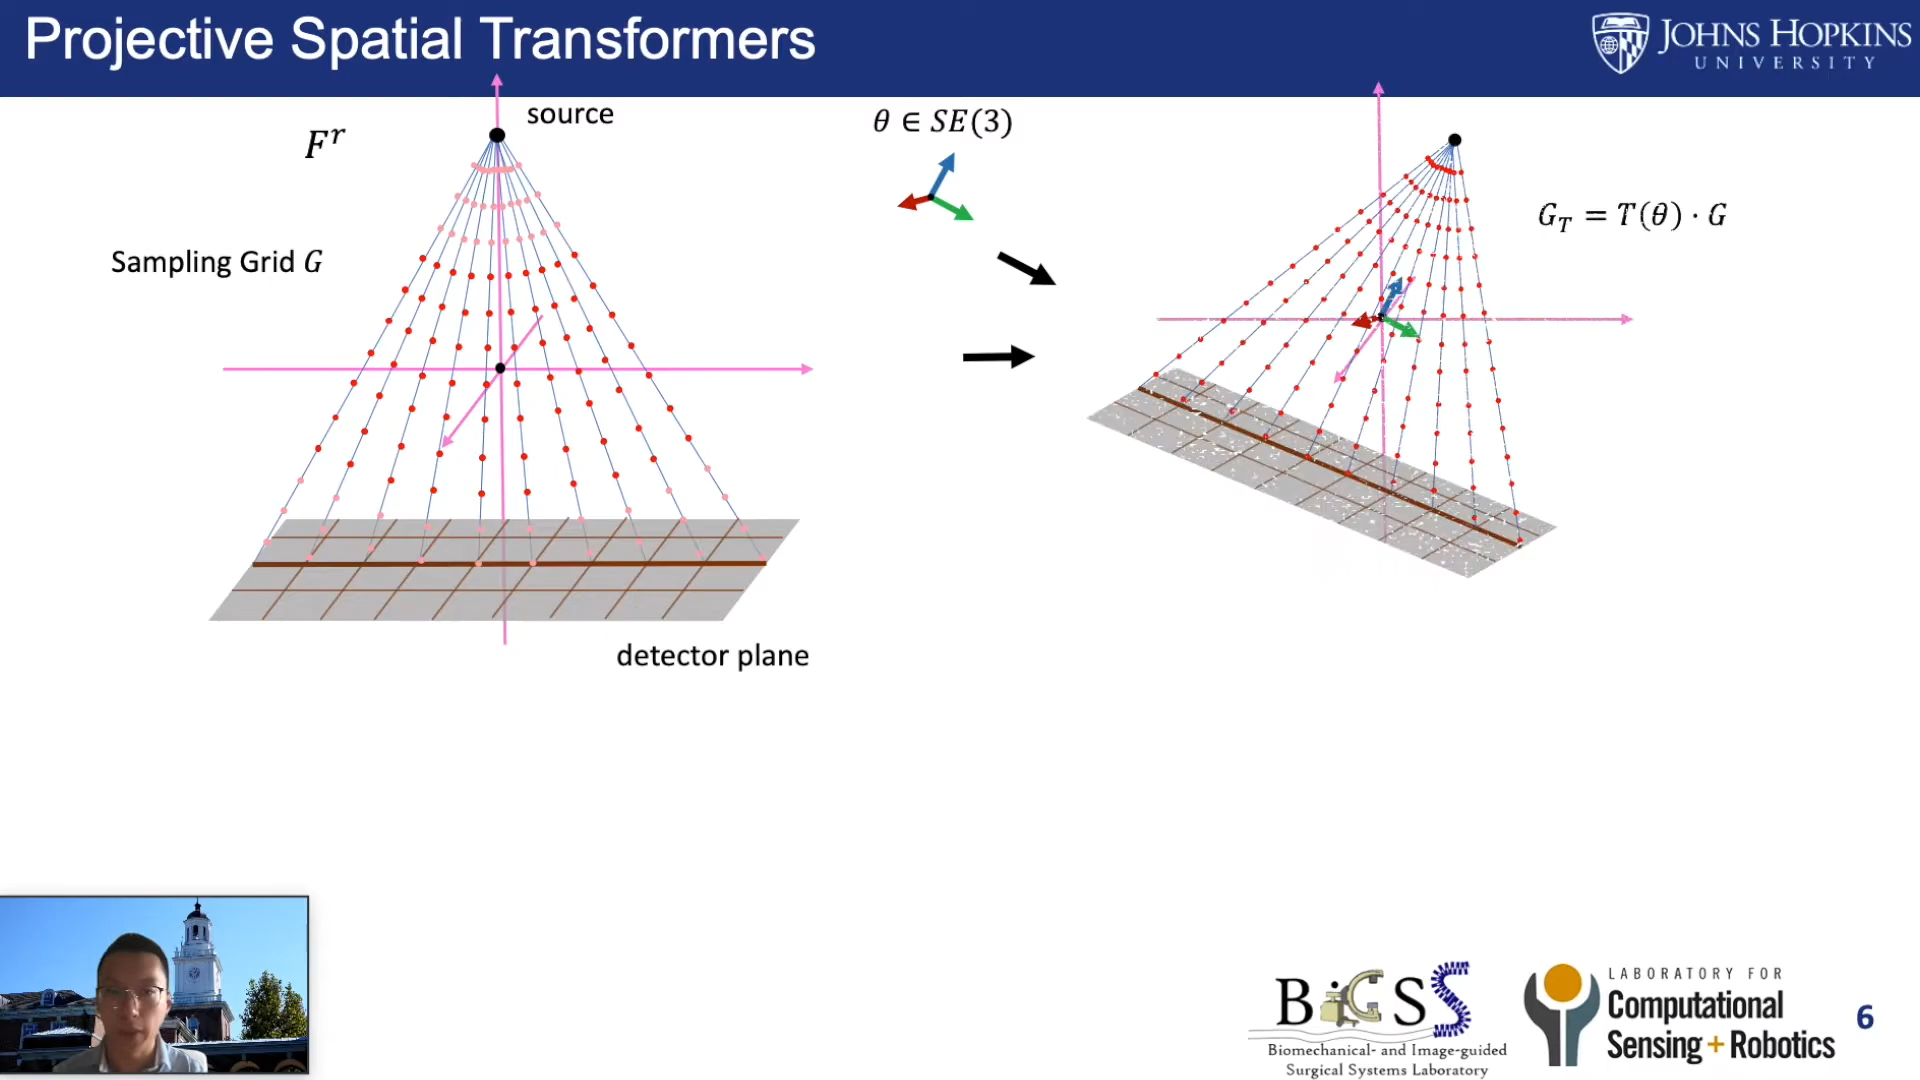 Projective Spatial Transformers
JOHNS HOPKINS
UNIVERSITY
source
F^r
θ ∈ SE(3)
Sampling Grid G
G_T = T(θ) · G
detector plane
BIGSS
Biomechanical- and Image-guided
Surgical Systems Laboratory
LABORATORY FOR
Computational
Sensing + Robotics
6